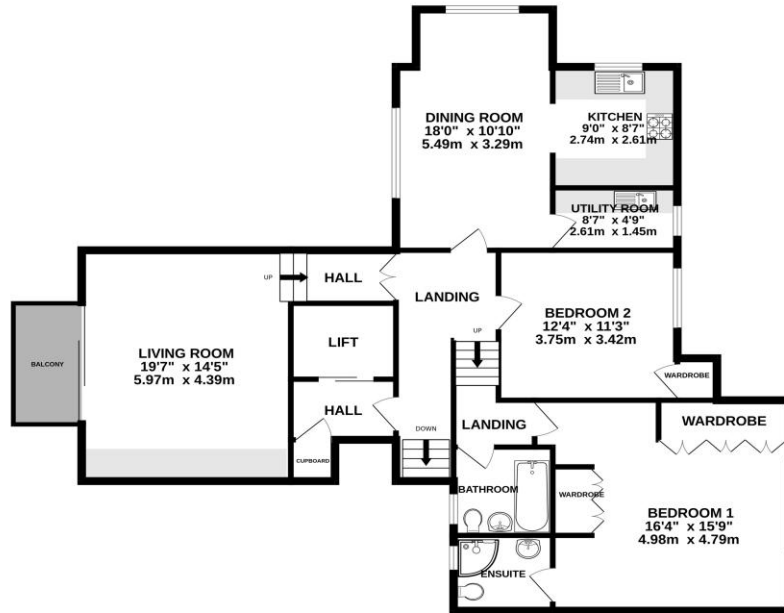 DINING ROOM
18'0" x 10'10"
5.49m x 3.29m
KITCHEN
9'0" x 8'7"
2.74m x 2.61m
UTILITY ROOM
8'7" x 4'9"
2.61m x 1.45m
UP
HALL
LANDING
BEDROOM 2
12'4" x 11'3"
3.75m x 3.42m
UP
LIFT
LIVING ROOM
19'7" x 14'5"
5.97m x 4.39m
BALCONY
WARDROBE
HALL
DOWN
LANDING
WARDROBE
CUPBOARD
BATHROOM
WARDROBE
BEDROOM 1
16'4" x 15'9"
4.98m x 4.79m
ENSUITE